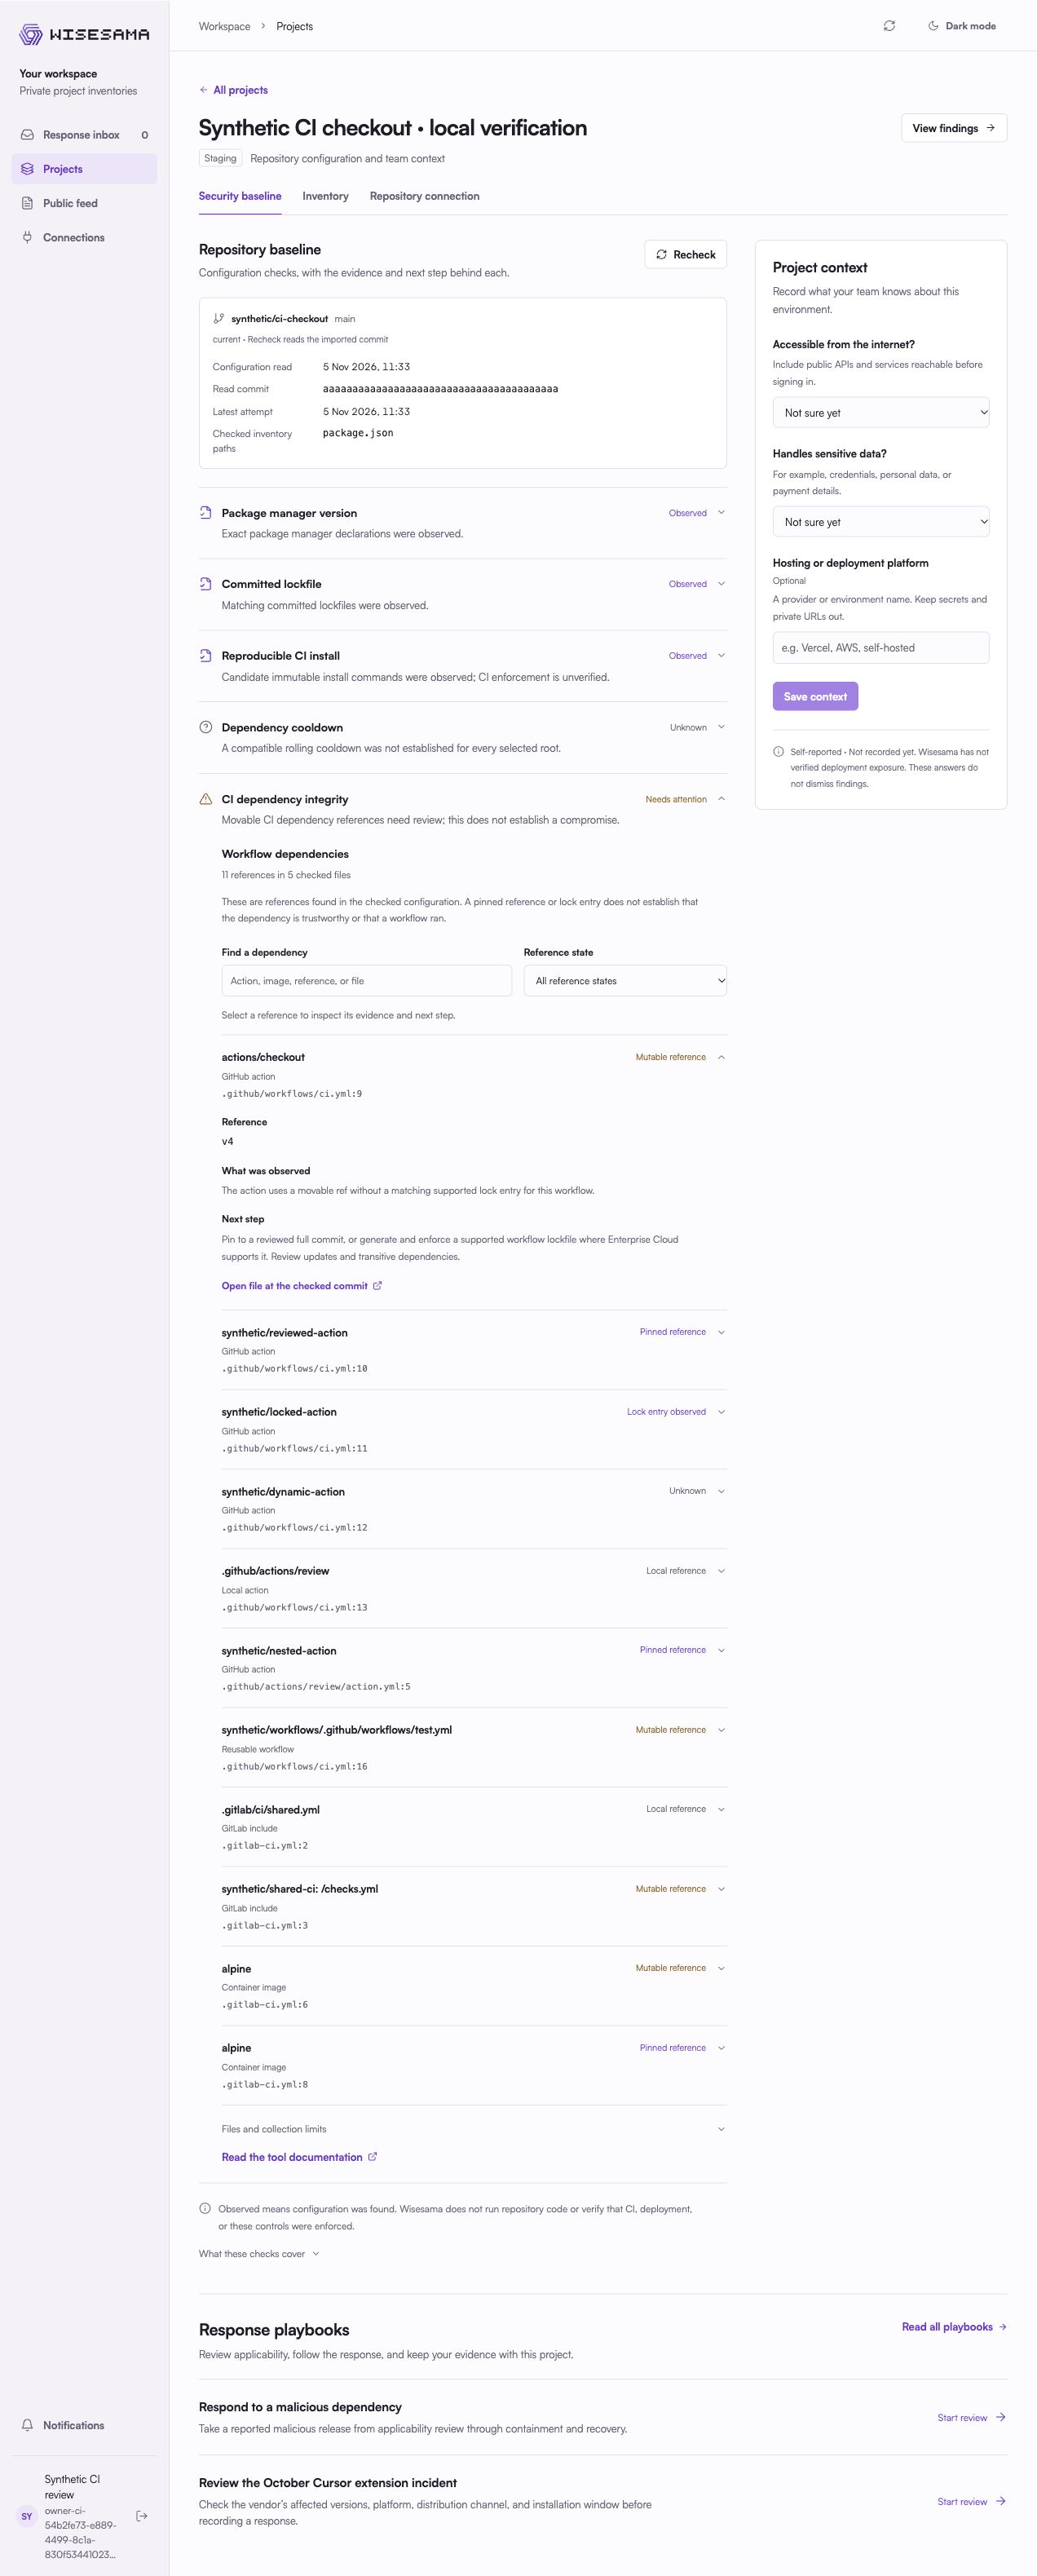 WISESAMA
Your workspace
Private project inventories
Response inbox 0
Projects
Public feed
Connections
Workspace > Projects
Dark mode
← All projects
Synthetic CI checkout · local verification
View findings →
Staging Repository configuration and team context
Security baseline Inventory Repository connection
Repository baseline
Recheck
Configuration checks, with the evidence and next step behind each.
synthetic/ci-checkout main
current · Recheck reads the imported commit
Configuration read 5 Nov 2026, 11:33
Read commit aaaaaaaaaaaaaaaaaaaaaaaaaaaaaaaaaaaaaaaa
Latest attempt 5 Nov 2026, 11:33
Checked inventory
paths
package.json
Package manager version Observed
Exact package manager declarations were observed.
Committed lockfile Observed
Matching committed lockfiles were observed.
Reproducible CI install Observed
Candidate immutable install commands were observed; CI enforcement is unverified.
Dependency cooldown Unknown
A compatible rolling cooldown was not established for every selected root.
CI dependency integrity Needs attention
Movable CI dependency references need review; this does not establish a compromise.
Workflow dependencies
11 references in 5 checked files
These are references found in the checked configuration. A pinned reference or lock entry does not establish that
the dependency is trustworthy or that a workflow ran.
Find a dependency Reference state
Action, image, reference, or file All reference states
Select a reference to inspect its evidence and next step.
actions/checkout Mutable reference
GitHub action
.github/workflows/ci.yml:9
Reference
v4
What was observed
The action uses a movable ref without a matching supported lock entry for this workflow.
Next step
Pin to a reviewed full commit, or generate and enforce a supported workflow lockfile where Enterprise Cloud
supports it. Review updates and transitive dependencies.
Open file at the checked commit
synthetic/reviewed-action Pinned reference
GitHub action
.github/workflows/ci.yml:10
synthetic/locked-action Lock entry observed
GitHub action
.github/workflows/ci.yml:11
synthetic/dynamic-action Unknown
GitHub action
.github/workflows/ci.yml:12
.github/actions/review Local reference
Local action
.github/workflows/ci.yml:13
synthetic/nested-action Pinned reference
GitHub action
.github/actions/review/action.yml:5
synthetic/workflows/.github/workflows/test.yml Mutable reference
Reusable workflow
.github/workflows/ci.yml:16
.gitlab/ci/shared.yml Local reference
GitLab include
.gitlab-ci.yml:2
synthetic/shared-ci: /checks.yml Mutable reference
GitLab include
.gitlab-ci.yml:3
alpine Mutable reference
Container image
.gitlab-ci.yml:6
alpine Pinned reference
Container image
.gitlab-ci.yml:8
Files and collection limits
Read the tool documentation
Observed means configuration was found. Wisesama does not run repository code or verify that CI, deployment,
or these controls were enforced.
What these checks cover
Project context
Record what your team knows about this
environment.
Accessible from the internet?
Include public APIs and services reachable before
signing in.
Not sure yet
Handles sensitive data?
For example, credentials, personal data, or
payment details.
Not sure yet
Hosting or deployment platform
Optional
A provider or environment name. Keep secrets and
private URLs out.
e.g. Vercel, AWS, self-hosted
Save context
Self-reported · Not recorded yet. Wisesama has not
verified deployment exposure. These answers do
not dismiss findings.
Response playbooks
Read all playbooks →
Review applicability, follow the response, and keep your evidence with this project.
Respond to a malicious dependency
Take a reported malicious release from applicability review through containment and recovery.
Start review →
Review the October Cursor extension incident
Check the vendor's affected versions, platform, distribution channel, and installation window before
recording a response.
Start review →
Notifications
SY
Synthetic CI
review
owner-ci-
54b2fe73-e889-
4499-8c1a-
830f53441023...